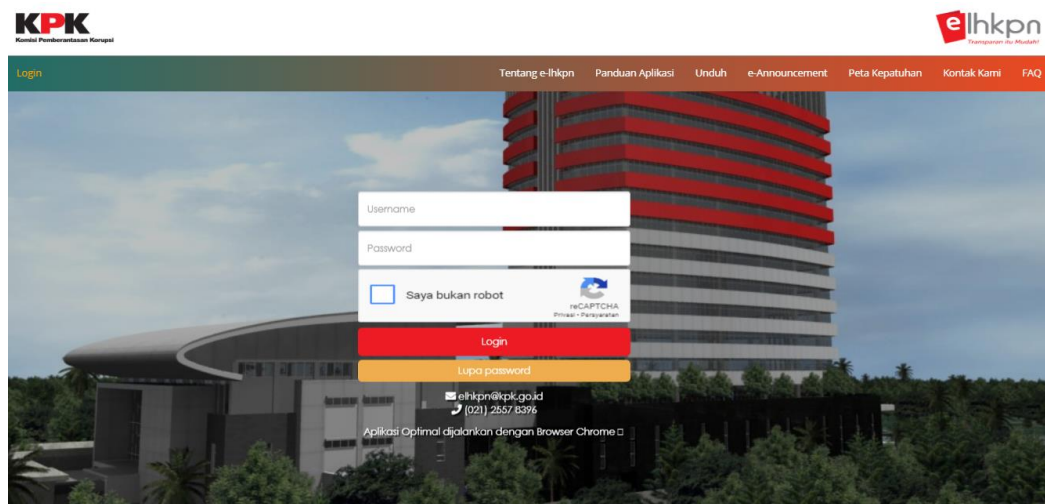 KPK
Komisi Pemberantasan Korupsi
elhkpn
Transparan itu Mudah!
Login
Tentang e-lhkpn
Panduan Aplikasi
Unduh
e-Announcement
Peta Kepatuhan
Kontak Kami
FAQ
Username
Password
Saya bukan robot
reCAPTCHA
Privasi - Persyaratan
Login
Lupa password
elhkpn@kpk.go.id
(021) 2557 8396
Aplikasi Optimal dijalankan dengan Browser Chrome